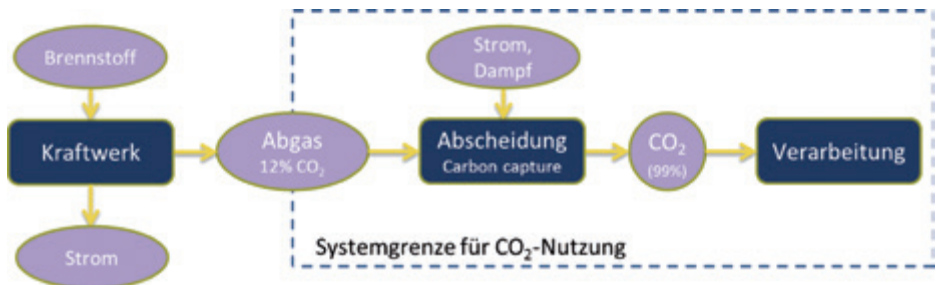 Brennstoff
Kraftwerk
Strom
Abgas
12% CO₂
Strom,
Dampf
Abscheidung
Carbon capture
CO₂
(99%)
Verarbeitung
Systemgrenze für CO₂-Nutzung